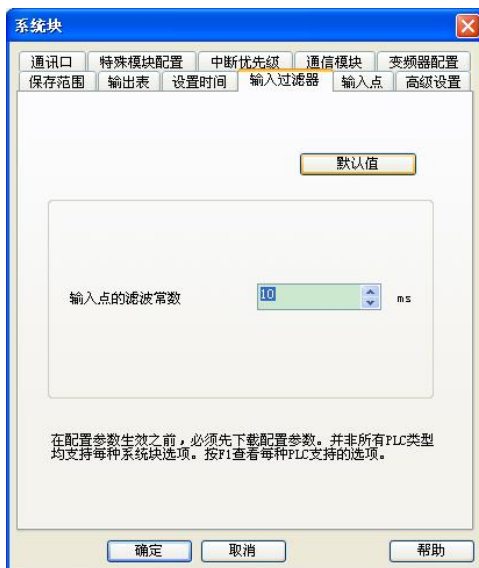 系统块
通讯口 特殊模块配置 中断优先级 通信模块 变频器配置
保存范围 输出表 设置时间 输入过滤器 输入点 高级设置
默认值
输入点的滤波常数 10 ms
在配置参数生效之前，必须先下载配置参数。并非所有PLC类型
均支持每种系统块选项。按F1查看每种PLC支持的选项。
确定 取消 帮助